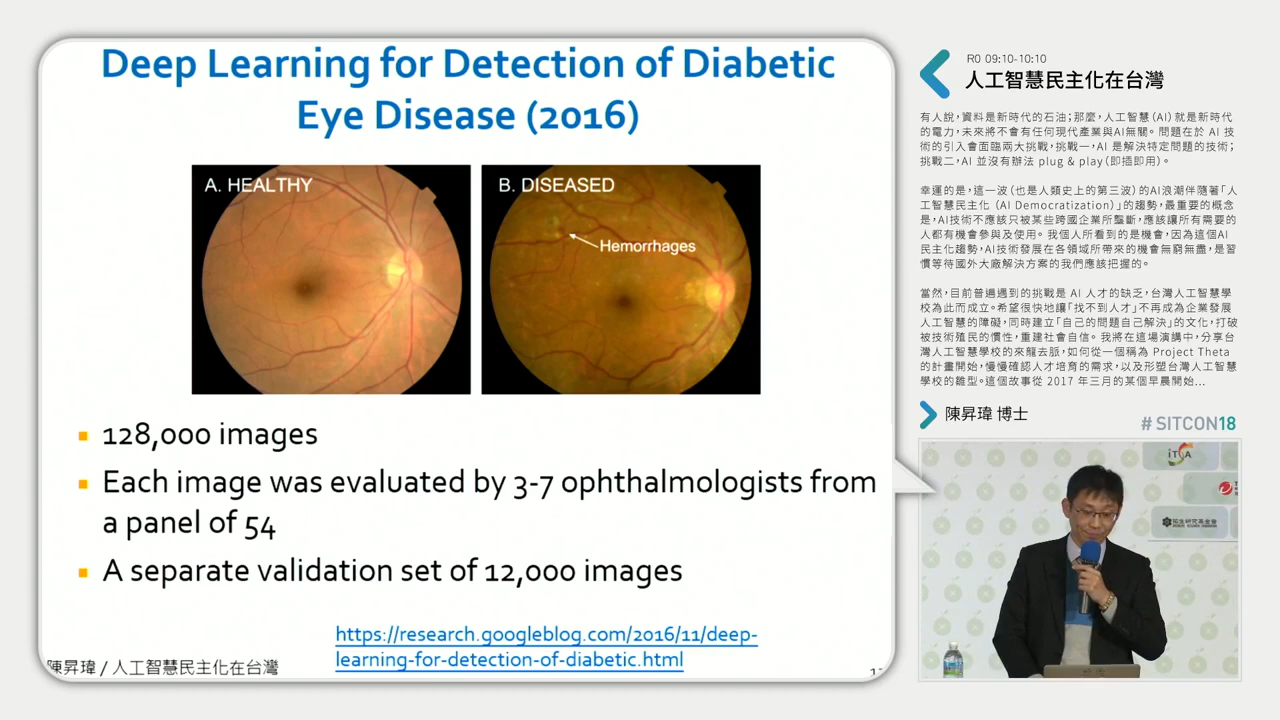 Deep Learning for Detection of Diabetic
Eye Disease (2016)
A. HEALTHY
B. DISEASED
Hemorrhages
128,000 images
Each image was evaluated by 3-7 ophthalmologists from
a panel of 54
A separate validation set of 12,000 images
https://research.googleblog.com/2016/11/deep-
learning-for-detection-of-diabetic.html
陳昇瑋 / 人工智慧民主化在台灣
R0 09:10-10:10
人工智慧民主化在台灣
有人說，資料是新時代的石油；那麼，人工智慧（AI）就是新時代
的電力，未來將不會有任何現代產業與AI無關。問題在於 AI 技
術的引入會面臨兩大挑戰，挑戰一，AI 是解決特定問題的技術；
挑戰二，AI 並沒有辦法 plug & play（即插即用）。
幸運的是，這一波（也是人類史上的第三波）的AI浪潮伴隨著「人
工智慧民主化（AI Democratization）」的趨勢，最重要的概念
是，AI技術不應該只被某些跨國企業所壟斷，應該讓所有需要的
人都有機會參與及使用。我個人所看到的是機會，因為這個AI
民主化趨勢，AI技術發展在各領域所帶來的機會無窮無盡，是習
慣等待國外大廠解決方案的我們應該把握的。
當然，目前普遍遇到的挑戰是 AI 人才的缺乏，台灣人工智慧學
校為此而成立。希望很快地讓「找不到人才」不再成為企業發展
人工智慧的障礙，同時建立「自己的問題自己解決」的文化，打破
被技術殖民的慣性，重建社會自信。我將在這場演講中，分享台
灣人工智慧學校的來龍去脈，如何從一個稱為 Project Theta
的計畫開始，慢慢確認人才培育的需求，以及形塑台灣人工智慧
學校的雛型。這個故事從 2017 年三月的某個早晨開始...
陳昇瑋 博士
# SITCON18
iTSA